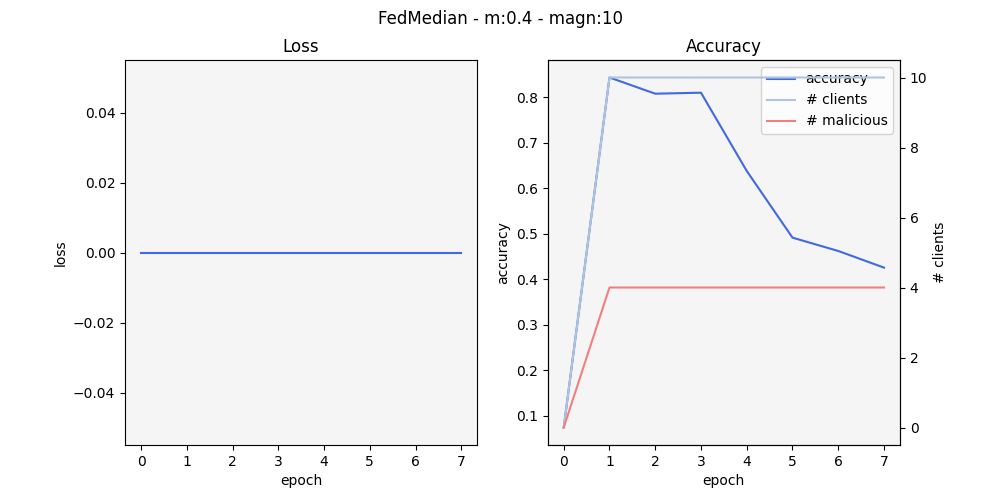 FedMedian - m:0.4 - magn:10
Loss
0.04
0.02
0.00
−0.02
−0.04
loss
0 1 2 3 4 5 6 7
epoch
Accuracy
0.8
0.7
0.6
0.5
0.4
0.3
0.2
0.1
accuracy
accuracy
# clients
# malicious
10
8
6
4
2
0
# clients
0 1 2 3 4 5 6 7
epoch